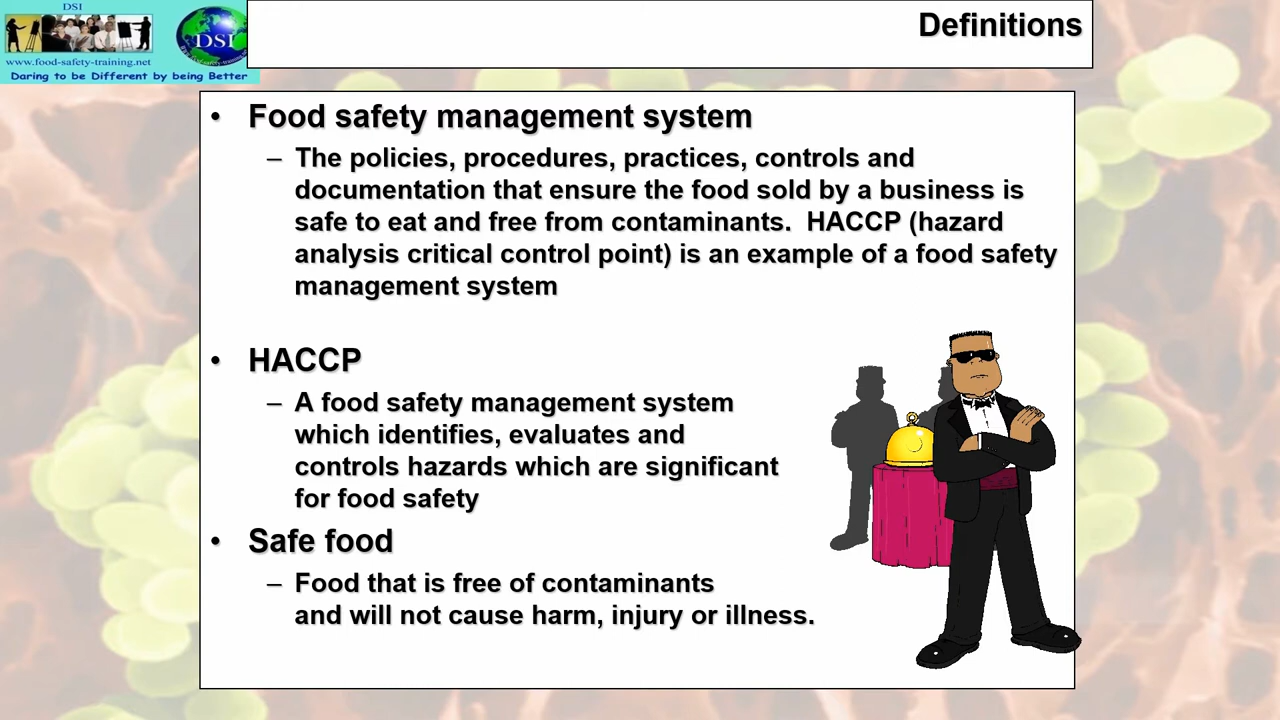 DSI
DSI
www.food-safety-training.net
Daring to be Different by being Better
Definitions
• Food safety management system
– The policies, procedures, practices, controls and
documentation that ensure the food sold by a business is
safe to eat and free from contaminants.  HACCP (hazard
analysis critical control point) is an example of a food safety
management system
• HACCP
– A food safety management system
which identifies, evaluates and
controls hazards which are significant
for food safety
• Safe food
– Food that is free of contaminants
and will not cause harm, injury or illness.